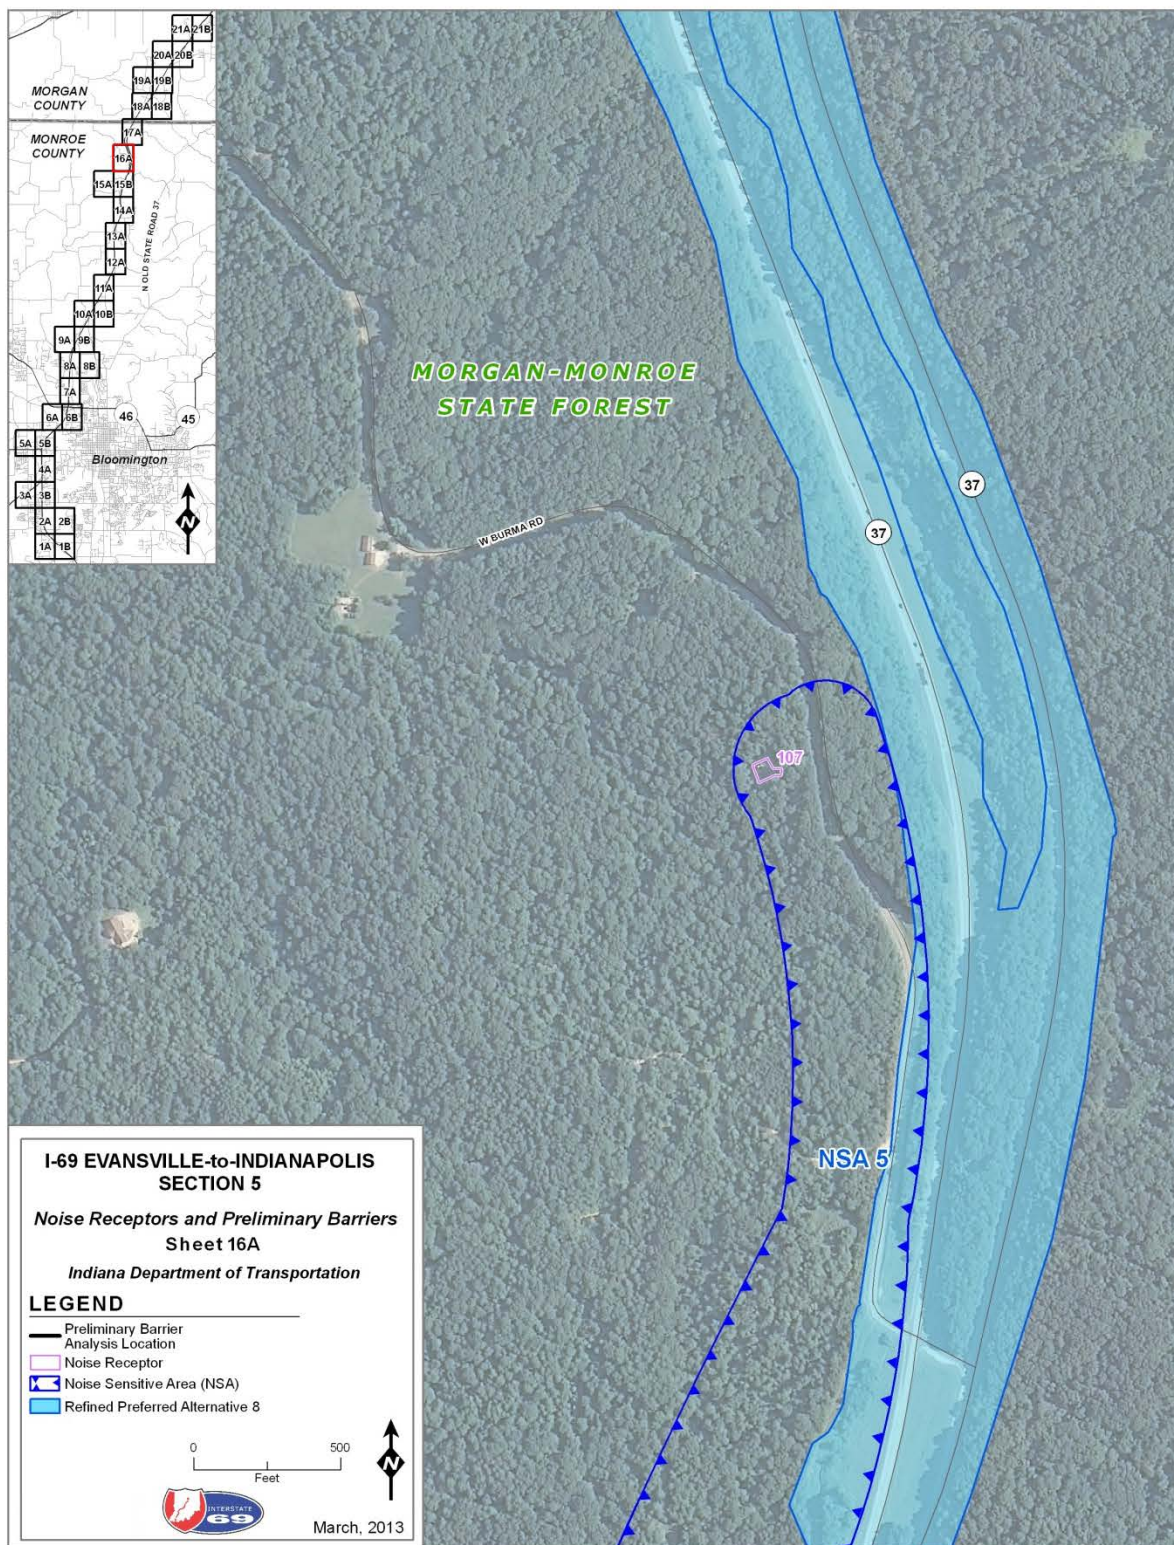 21A 21B
20A 20B
19A 19B
MORGAN
COUNTY
18A 18B
17A
MONROE
COUNTY
16A
15A 15B
14A
N OLD STATE ROAD 37
13A
12A
11A
10A 10B
9A 9B
8A 8B
7A
6A 6B
46
45
5A 5B
Bloomington
4A
3A 3B
2A 2B
N
1A 1B
MORGAN-MONROE
STATE FOREST
37
W BURMA RD
37
107
NSA 5
I-69 EVANSVILLE-to-INDIANAPOLIS
SECTION 5
Noise Receptors and Preliminary Barriers
Sheet 16A
Indiana Department of Transportation
LEGEND
Preliminary Barrier
Analysis Location
Noise Receptor
Noise Sensitive Area (NSA)
Refined Preferred Alternative 8
0 500
Feet
N
INTERSTATE
69
March, 2013